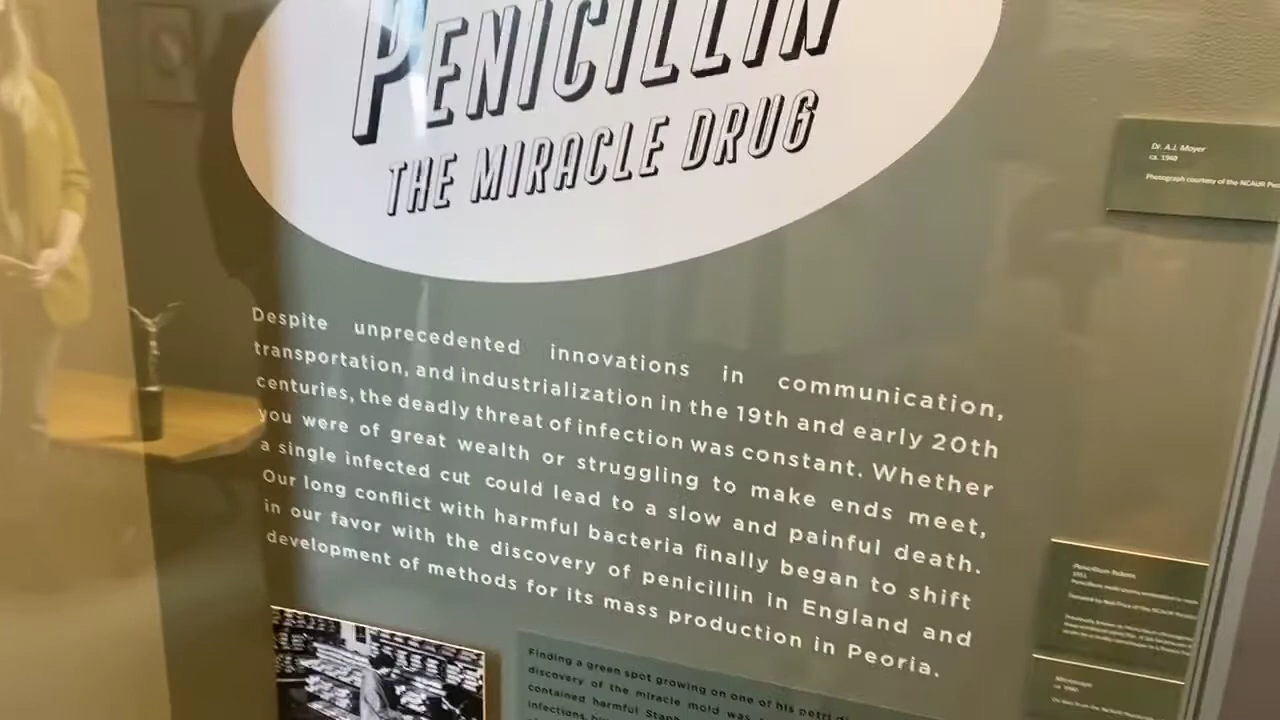 PENICILLIN
THE MIRACLE DRUG
Dr. A.J. Moyer
ca. 1940
Photograph courtesy of the NCAUR
Despite unprecedented innovations in communication,
transportation, and industrialization in the 19th and early 20th
centuries, the deadly threat of infection was constant. Whether
you were of great wealth or struggling to make ends meet,
a single infected cut could lead to a slow and painful death.
Our long conflict with harmful bacteria finally began to shift
in our favor with the discovery of penicillin in England and
development of methods for its mass production in Peoria.
Finding a green spot growing on one of his petri
discovery of the miracle mold was
contained harmful
infections